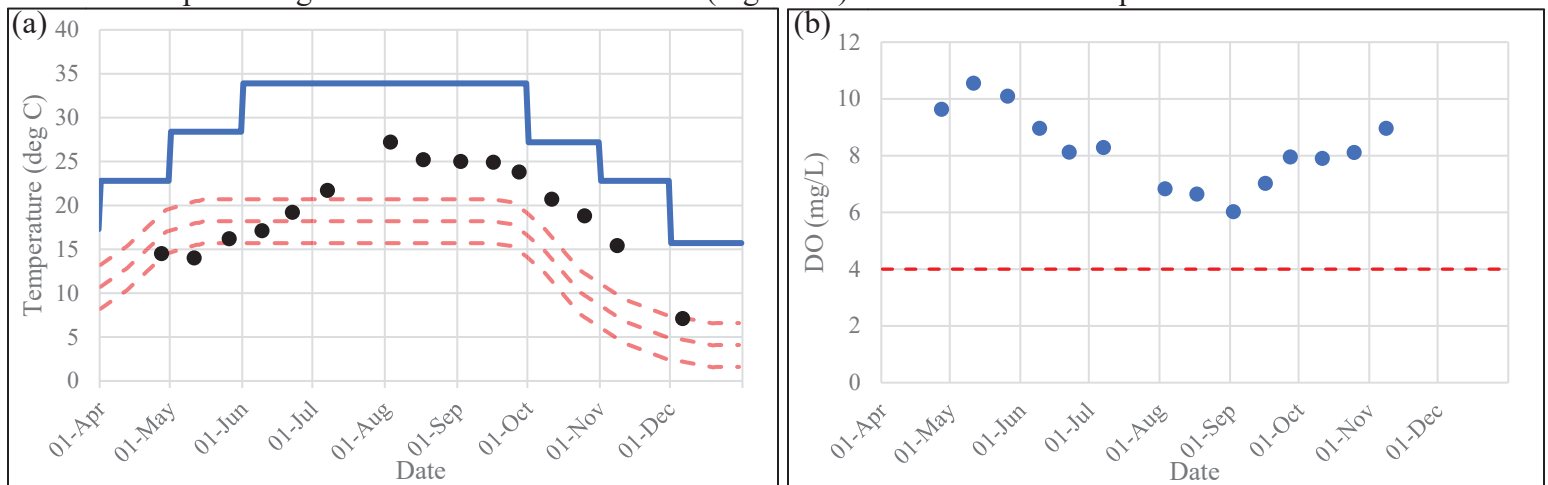 (a)
40
35
30
25
20
15
10
5
0
Temperature (deg C)
01-Apr
01-May
01-Jun
01-Jul
01-Aug
01-Sep
01-Oct
01-Nov
01-Dec
Date
(b)
12
10
8
6
4
2
0
DO (mg/L)
01-Apr
01-May
01-Jun
01-Jul
01-Aug
01-Sep
01-Oct
01-Nov
01-Dec
Date